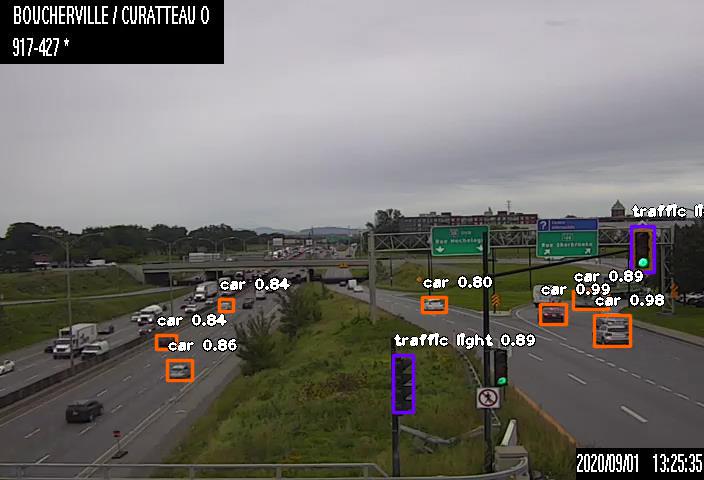 BOUCHERVILLE / CURATTEAU O
917-427 *
traffic li
Rue Hochelaga
Rue Sherbrooke
car 0.84
car 0.80
car 0.89
car 0.99
car 0.98
car 0.84
car 0.86
traffic light 0.89
2020/09/01 13:25:35